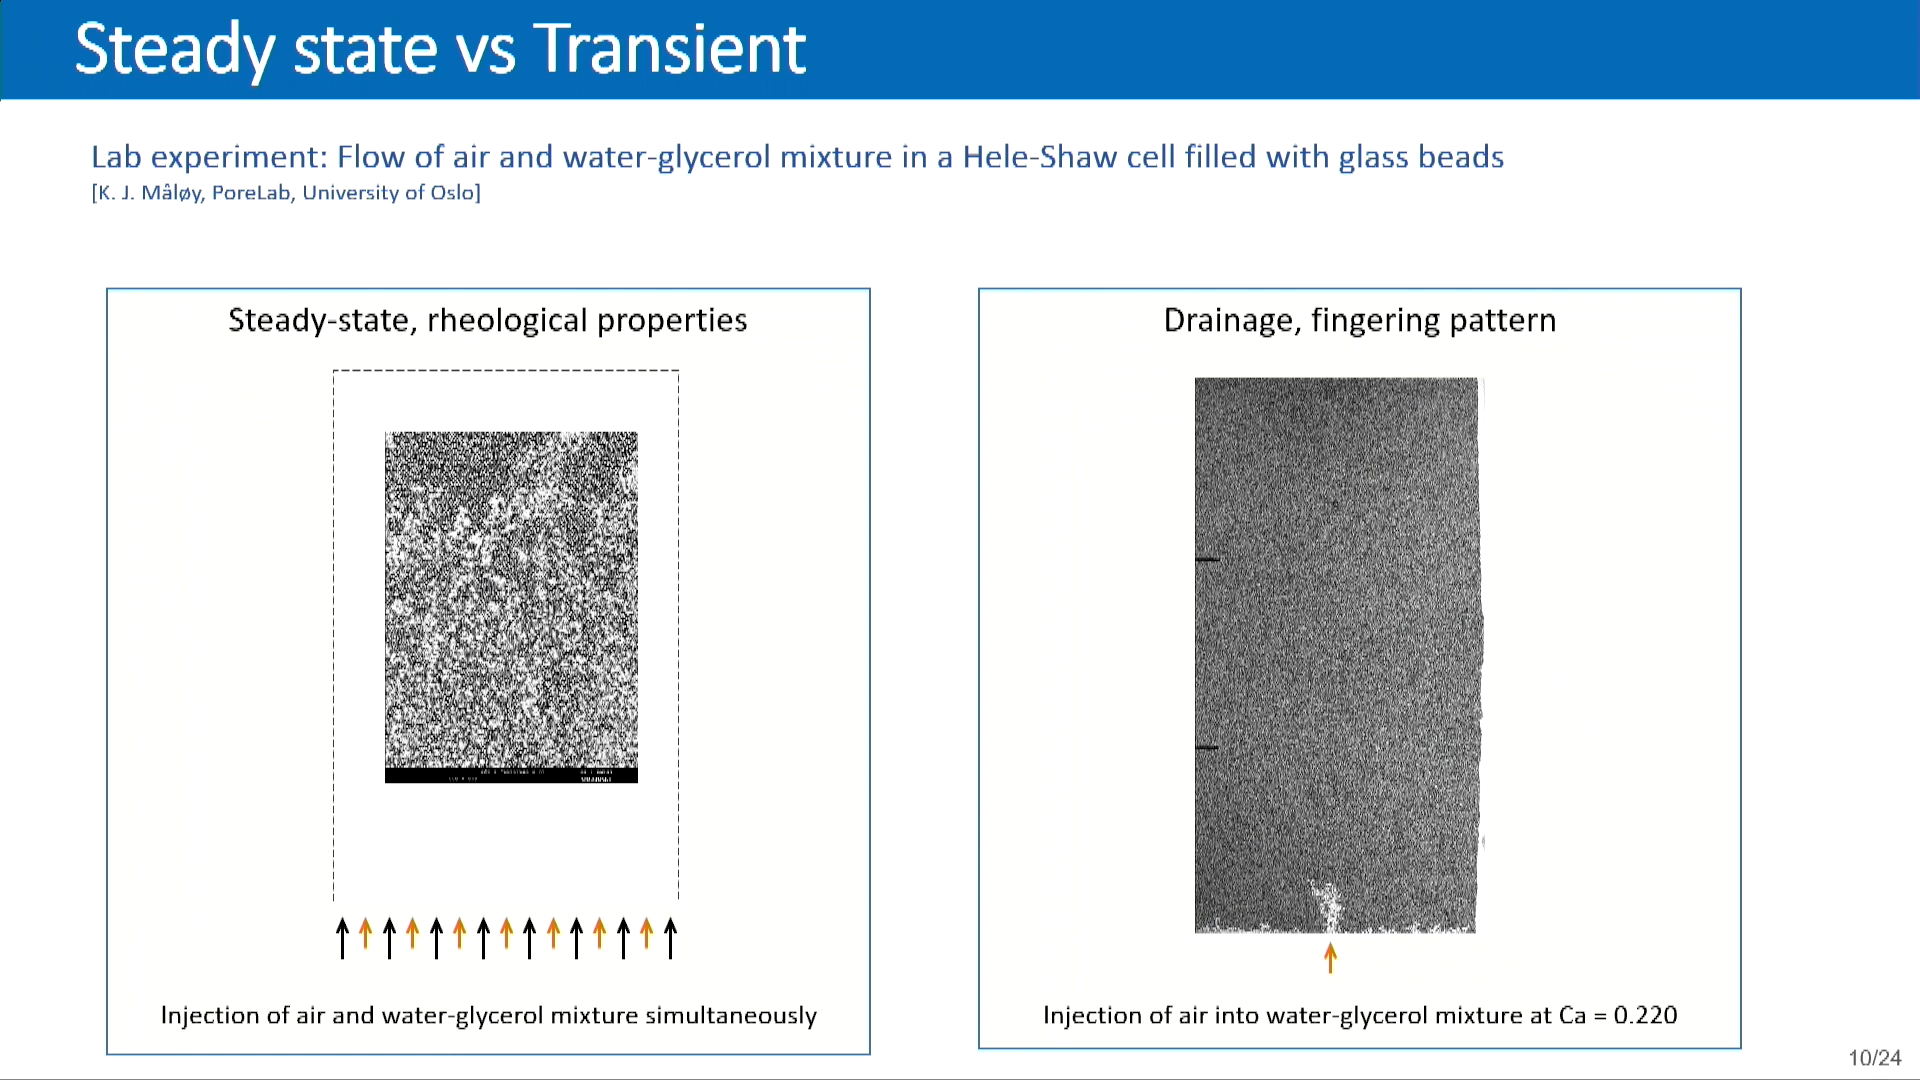 Steady state vs Transient
Lab experiment: Flow of air and water-glycerol mixture in a Hele-Shaw cell filled with glass beads
[K. J. Måløy, PoreLab, University of Oslo]
Steady-state, rheological properties
Injection of air and water-glycerol mixture simultaneously
Drainage, fingering pattern
Injection of air into water-glycerol mixture at Ca = 0.220
10/24